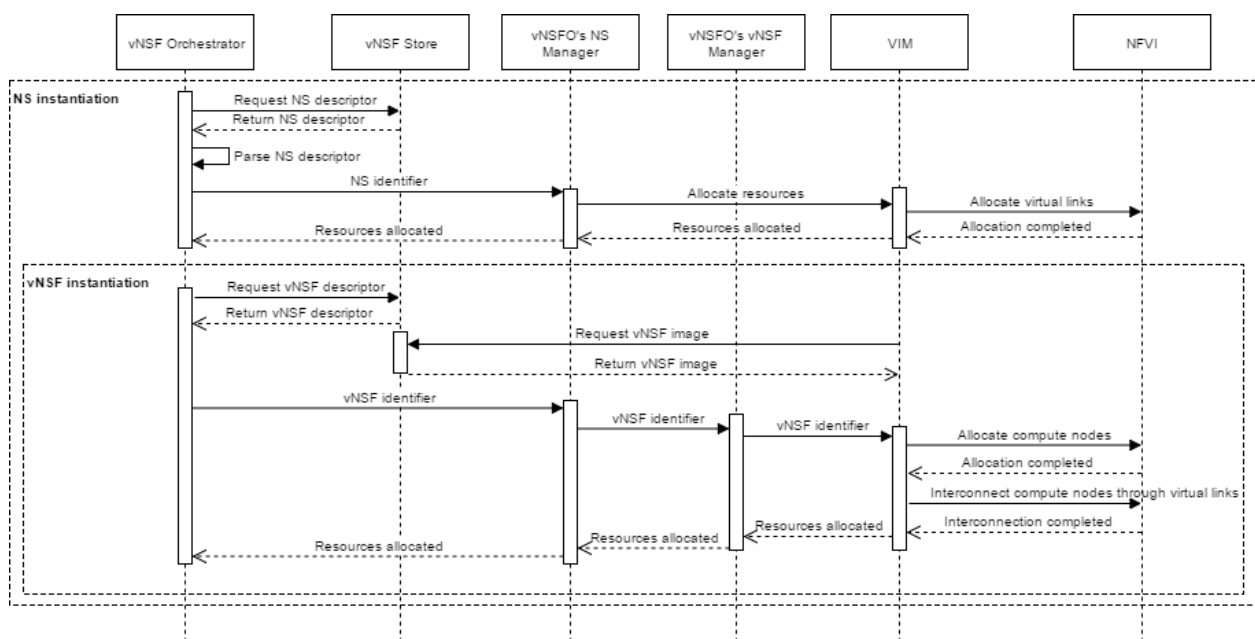 vNSF Orchestrator
vNSF Store
vNSFO's NS
Manager
vNSFO's vNSF
Manager
VIM
NFVI
NS instantiation
Request NS descriptor
Return NS descriptor
Parse NS descriptor
NS identifier
Allocate resources
Allocate virtual links
Resources allocated
Resources allocated
Allocation completed
vNSF instantiation
Request vNSF descriptor
Return vNSF descriptor
Request vNSF image
Return vNSF image
vNSF identifier
vNSF identifier
vNSF identifier
Allocate compute nodes
Allocation completed
Interconnect compute nodes through virtual links
Interconnection completed
Resources allocated
Resources allocated
Resources allocated